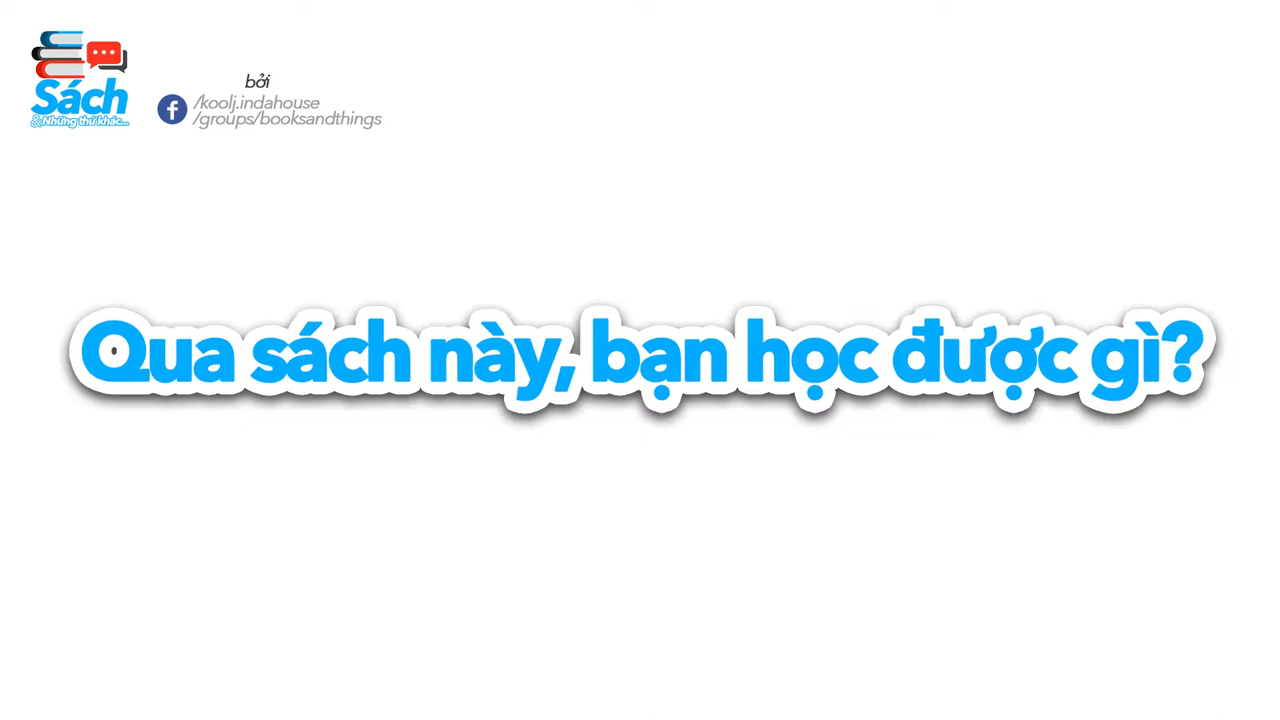 Sách
& Những thứ khác...
bởi
/koolj.indahouse
/groups/booksandthings
Qua sách này, bạn học được gì?